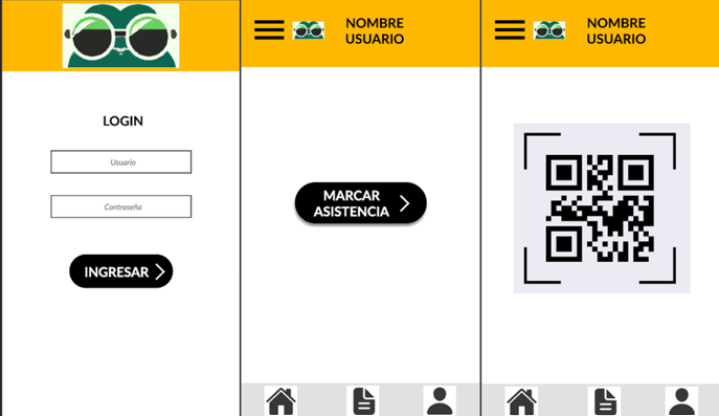 LOGIN
Usuario
Contraseña
INGRESAR
NOMBRE
USUARIO
MARCAR
ASISTENCIA
NOMBRE
USUARIO